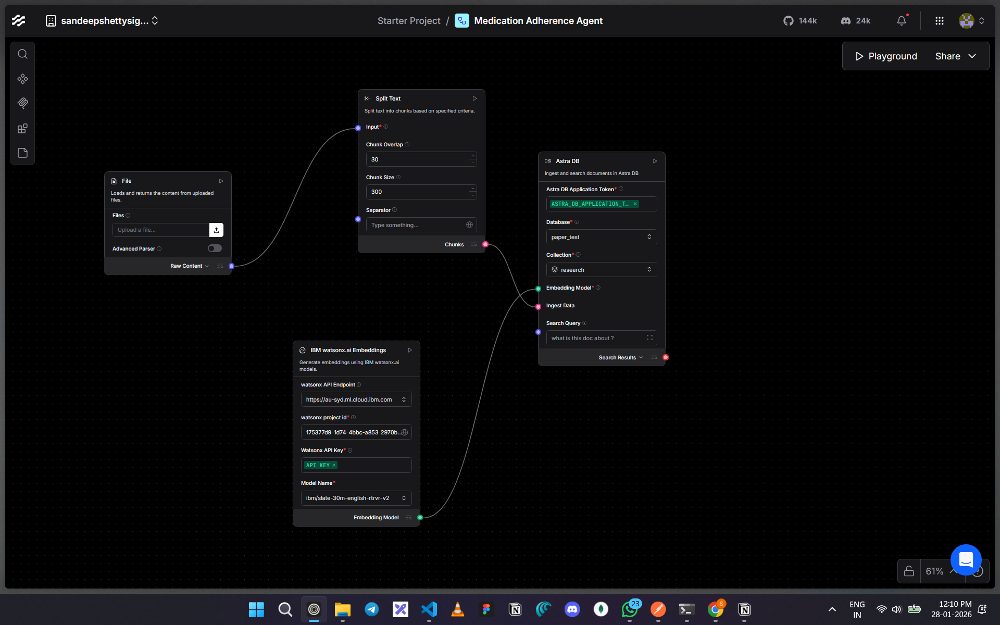 sandeepshettysig...
Starter Project / Medication Adherence Agent
144k
24k
Playground
Share
Split Text
Split text into chunks based on specified criteria.
Input*
Chunk Overlap
30
Chunk Size
300
Separator
Type something...
Chunks
File
Loads and returns the content from uploaded
files.
Files
Upload a file...
Advanced Parser
Raw Content
DS Astra DB
Ingest and search documents in Astra DB
Astra DB Application Token*
ASTRA_DB_APPLICATION_T...
Database*
paper_test
Collection*
research
Embedding Model*
Ingest Data
Search Query
what is this doc about ?
Search Results
IBM watsonx.ai Embeddings
Generate embeddings using IBM watsonx.ai
models.
watsonx API Endpoint
https://au-syd.ml.cloud.ibm.com
watsonx project id*
175377d9-1d74-4bbc-a853-2970b...
Watsonx API Key*
API KEY
Model Name*
ibm/slate-30m-english-rtrvr-v2
Embedding Model
61%
23
S
ENG
IN
12:10 PM
28-01-2026